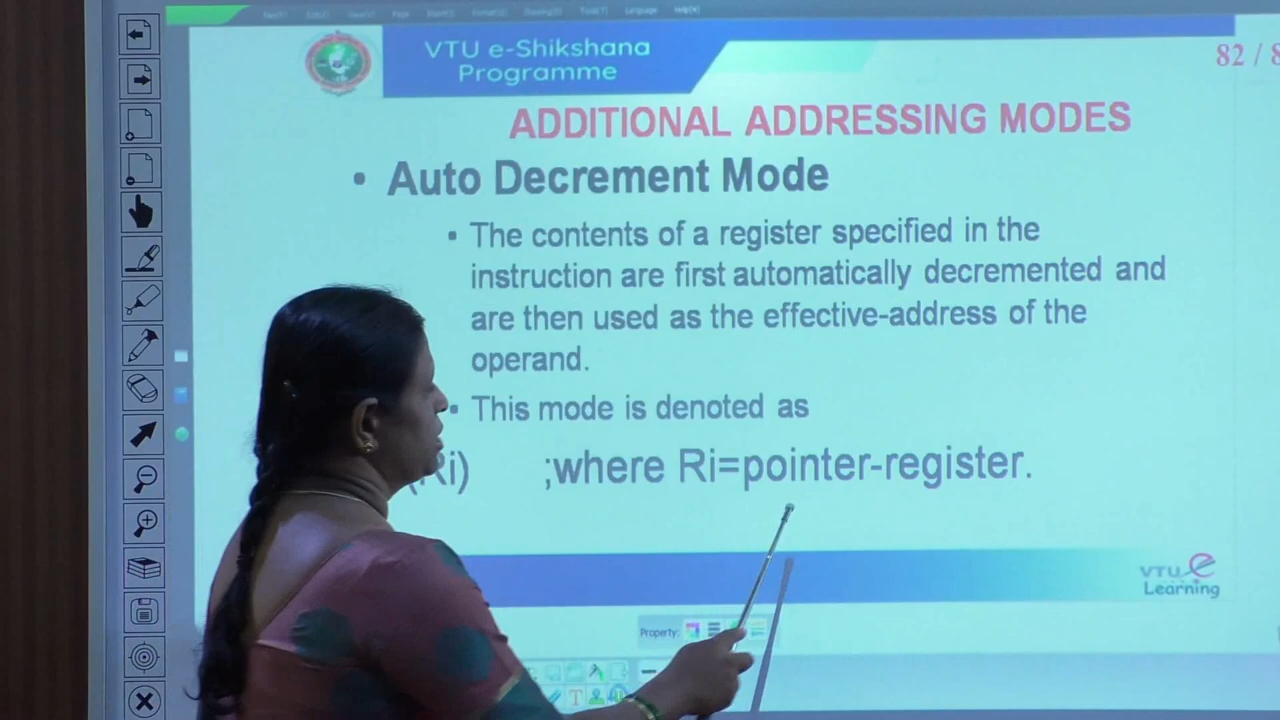 VTU e-Shikshana
Programme
82 / 8
ADDITIONAL ADDRESSING MODES
• Auto Decrement Mode
• The contents of a register specified in the
instruction are first automatically decremented and
are then used as the effective-address of the
operand.
• This mode is denoted as
(Ri) ;where Ri=pointer-register.
VTU e
Learning
Property: